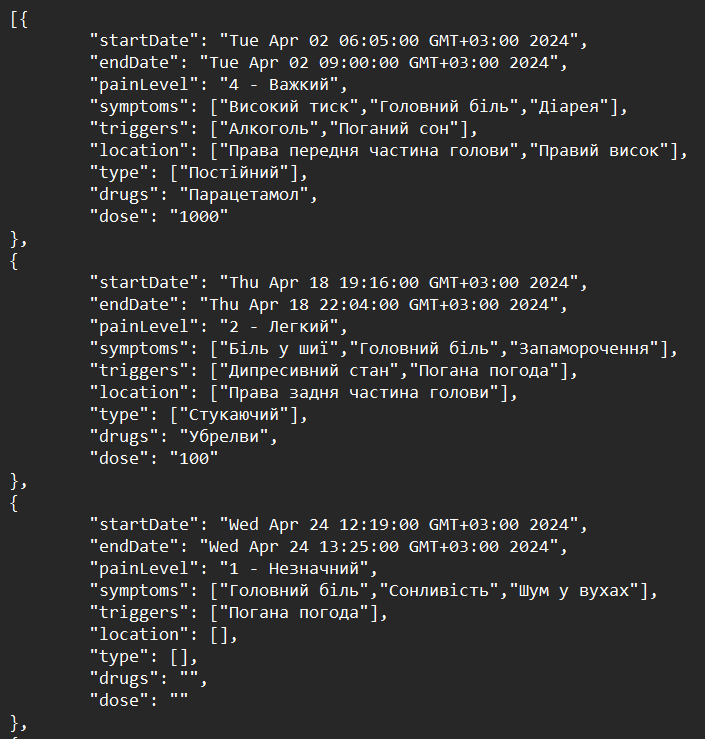 [{
"startDate": "Tue Apr 02 06:05:00 GMT+03:00 2024",
"endDate": "Tue Apr 02 09:00:00 GMT+03:00 2024",
"painLevel": "4 - Важкий",
"symptoms": ["Високий тиск","Головний біль","Діарея"],
"triggers": ["Алкоголь","Поганий сон"],
"location": ["Права передня частина голови","Правий висок"],
"type": ["Постійний"],
"drugs": "Парацетамол",
"dose": "1000"
},
{
"startDate": "Thu Apr 18 19:16:00 GMT+03:00 2024",
"endDate": "Thu Apr 18 22:04:00 GMT+03:00 2024",
"painLevel": "2 - Легкий",
"symptoms": ["Біль у шиї","Головний біль","Запаморочення"],
"triggers": ["Дипресивний стан","Погана погода"],
"location": ["Права задня частина голови"],
"type": ["Стукаючий"],
"drugs": "Убрелви",
"dose": "100"
},
{
"startDate": "Wed Apr 24 12:19:00 GMT+03:00 2024",
"endDate": "Wed Apr 24 13:25:00 GMT+03:00 2024",
"painLevel": "1 - Незначний",
"symptoms": ["Головний біль","Сонливість","Шум у вухах"],
"triggers": ["Погана погода"],
"location": [],
"type": [],
"drugs": "",
"dose": ""
},